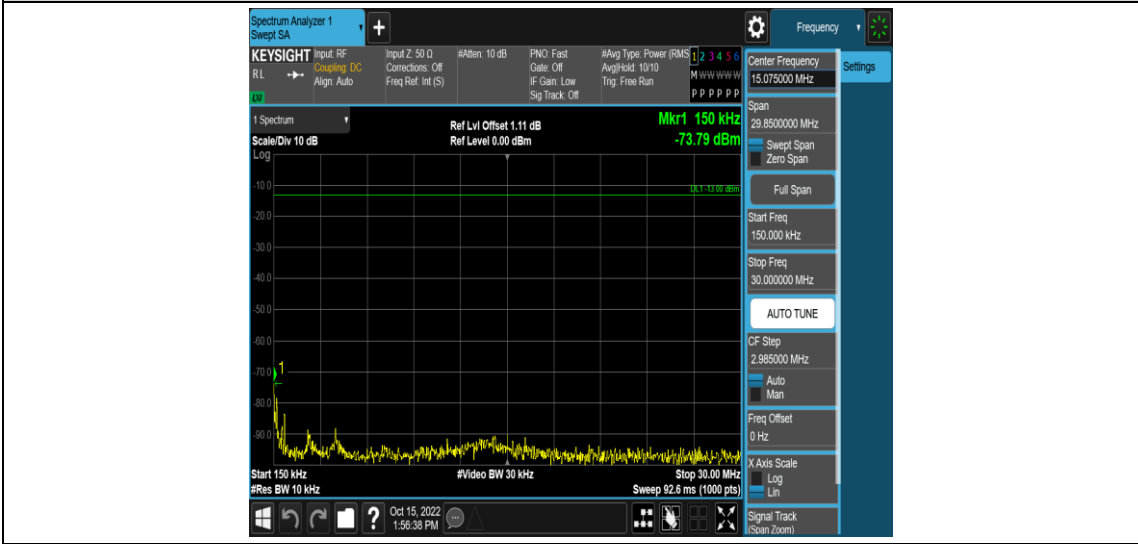 Spectrum Analyzer 1
Swept SA
+
Frequency
KEYSIGHT
RL
LXI
Input: RF
Coupling: DC
Align: Auto
Input Z: 50 Ω
Corrections: Off
Freq Ref: Int (S)
#Atten: 10 dB
PNO: Fast
Gate: Off
IF Gain: Low
Sig Track: Off
#Avg Type: Power (RMS
Avg|Hold: 10/10
Trig: Free Run
1 2 3 4 5 6
M W W W W W
P P P P P P
1 Spectrum
Scale/Div 10 dB
Log
Ref Lvl Offset 1.11 dB
Ref Level 0.00 dBm
Mkr1 150 kHz
-73.79 dBm
DL1 -13.00 dBm
-10.0
-20.0
-30.0
-40.0
-50.0
-60.0
-70.0
1
-80.0
-90.0
Start 150 kHz
#Res BW 10 kHz
#Video BW 30 kHz
Stop 30.00 MHz
Sweep 92.6 ms (1000 pts)
?
Oct 15, 2022
1:56:38 PM
Center Frequency
15.075000 MHz
Settings
Span
29.8500000 MHz
Swept Span
Zero Span
Full Span
Start Freq
150.000 kHz
Stop Freq
30.000000 MHz
AUTO TUNE
CF Step
2.985000 MHz
Auto
Man
Freq Offset
0 Hz
X Axis Scale
Log
Lin
Signal Track
(Span Zoom)